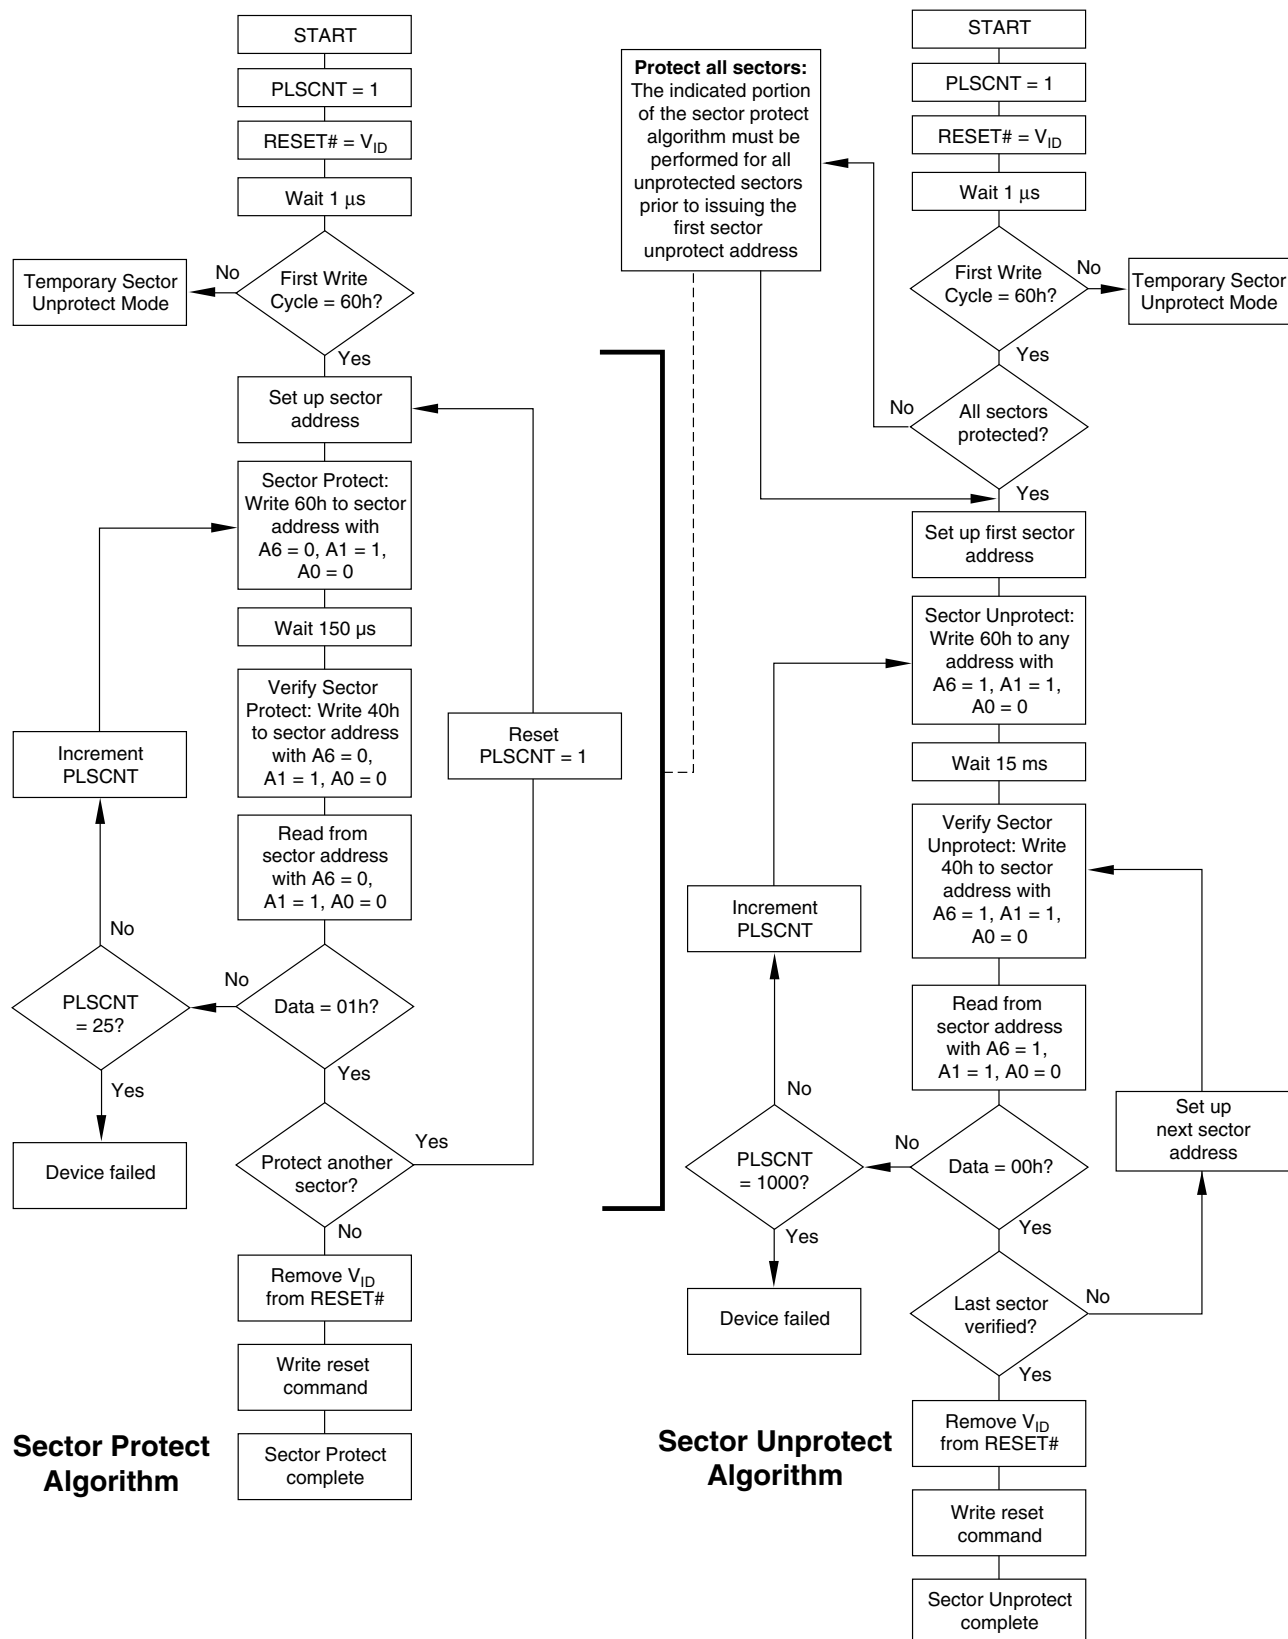 START
PLSCNT = 1
RESET# = VID
Wait 1 μs
First Write
Cycle = 60h?
No
Temporary Sector
Unprotect Mode
Yes
Set up sector
address
Sector Protect:
Write 60h to sector
address with
A6 = 0, A1 = 1,
A0 = 0
Wait 150 µs
Verify Sector
Protect: Write 40h
to sector address
with A6 = 0,
A1 = 1, A0 = 0
Increment
PLSCNT
Reset
PLSCNT = 1
Read from
sector address
with A6 = 0,
A1 = 1, A0 = 0
No
No
PLSCNT
= 25?
Data = 01h?
Yes
Yes
Device failed
Protect another
sector?
Yes
No
Remove VID
from RESET#
Write reset
command
Sector Protect
complete
Sector Protect
Algorithm
Protect all sectors:
The indicated portion
of the sector protect
algorithm must be
performed for all
unprotected sectors
prior to issuing the
first sector
unprotect address
START
PLSCNT = 1
RESET# = VID
Wait 1 μs
First Write
Cycle = 60h?
No
Temporary Sector
Unprotect Mode
Yes
No
All sectors
protected?
Yes
Set up first sector
address
Sector Unprotect:
Write 60h to any
address with
A6 = 1, A1 = 1,
A0 = 0
Wait 15 ms
Verify Sector
Unprotect: Write
40h to sector
address with
A6 = 1, A1 = 1,
A0 = 0
Increment
PLSCNT
Read from
sector address
with A6 = 1,
A1 = 1, A0 = 0
No
No
PLSCNT
= 1000?
Data = 00h?
Set up
next sector
address
Yes
Yes
Device failed
Last sector
verified?
No
Yes
Remove VID
from RESET#
Write reset
command
Sector Unprotect
complete
Sector Unprotect
Algorithm